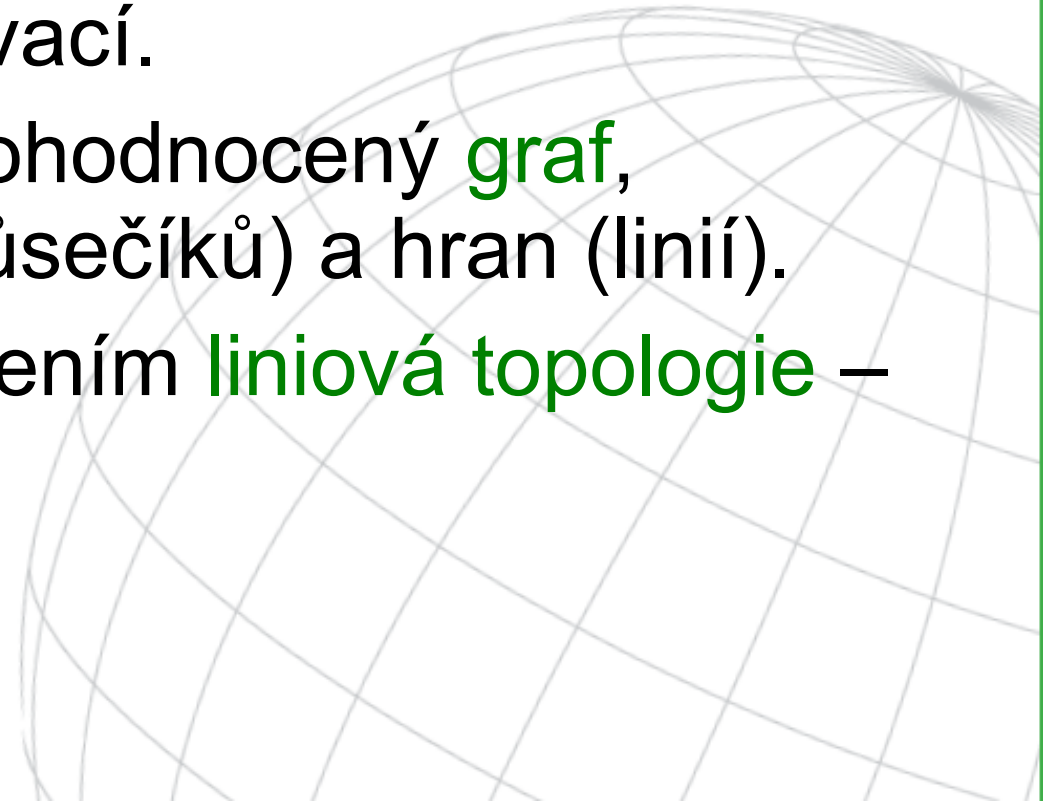 vací.
ohodnocený graf,
ůsečíků) a hran (linií).
ením liniová topologie –